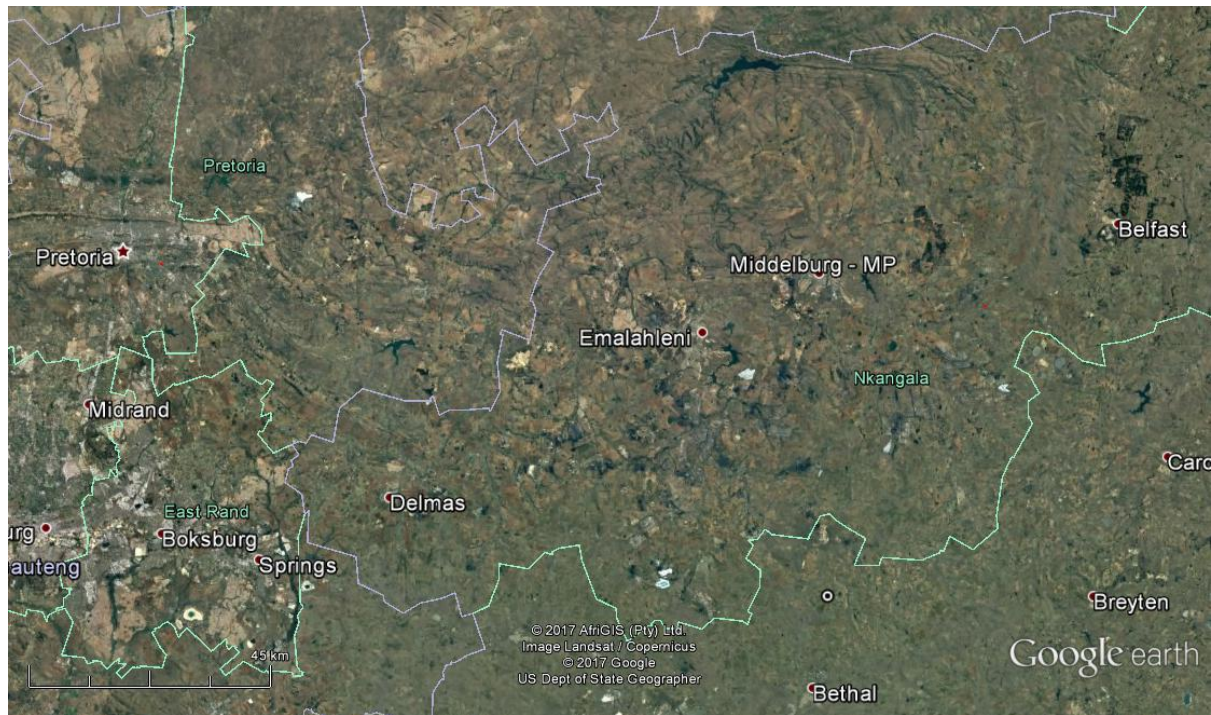 Pretoria
Belfast
Pretoria
Middelburg - MP
Emalahleni
Nkangala
Midrand
Caro
Delmas
East Rand
urg
Boksburg
auteng
Springs
Breyten
© 2017 AfriGIS (Pty) Ltd.
Image Landsat / Copernicus
© 2017 Google
US Dept of State Geographer
45 km
Google earth
Bethal